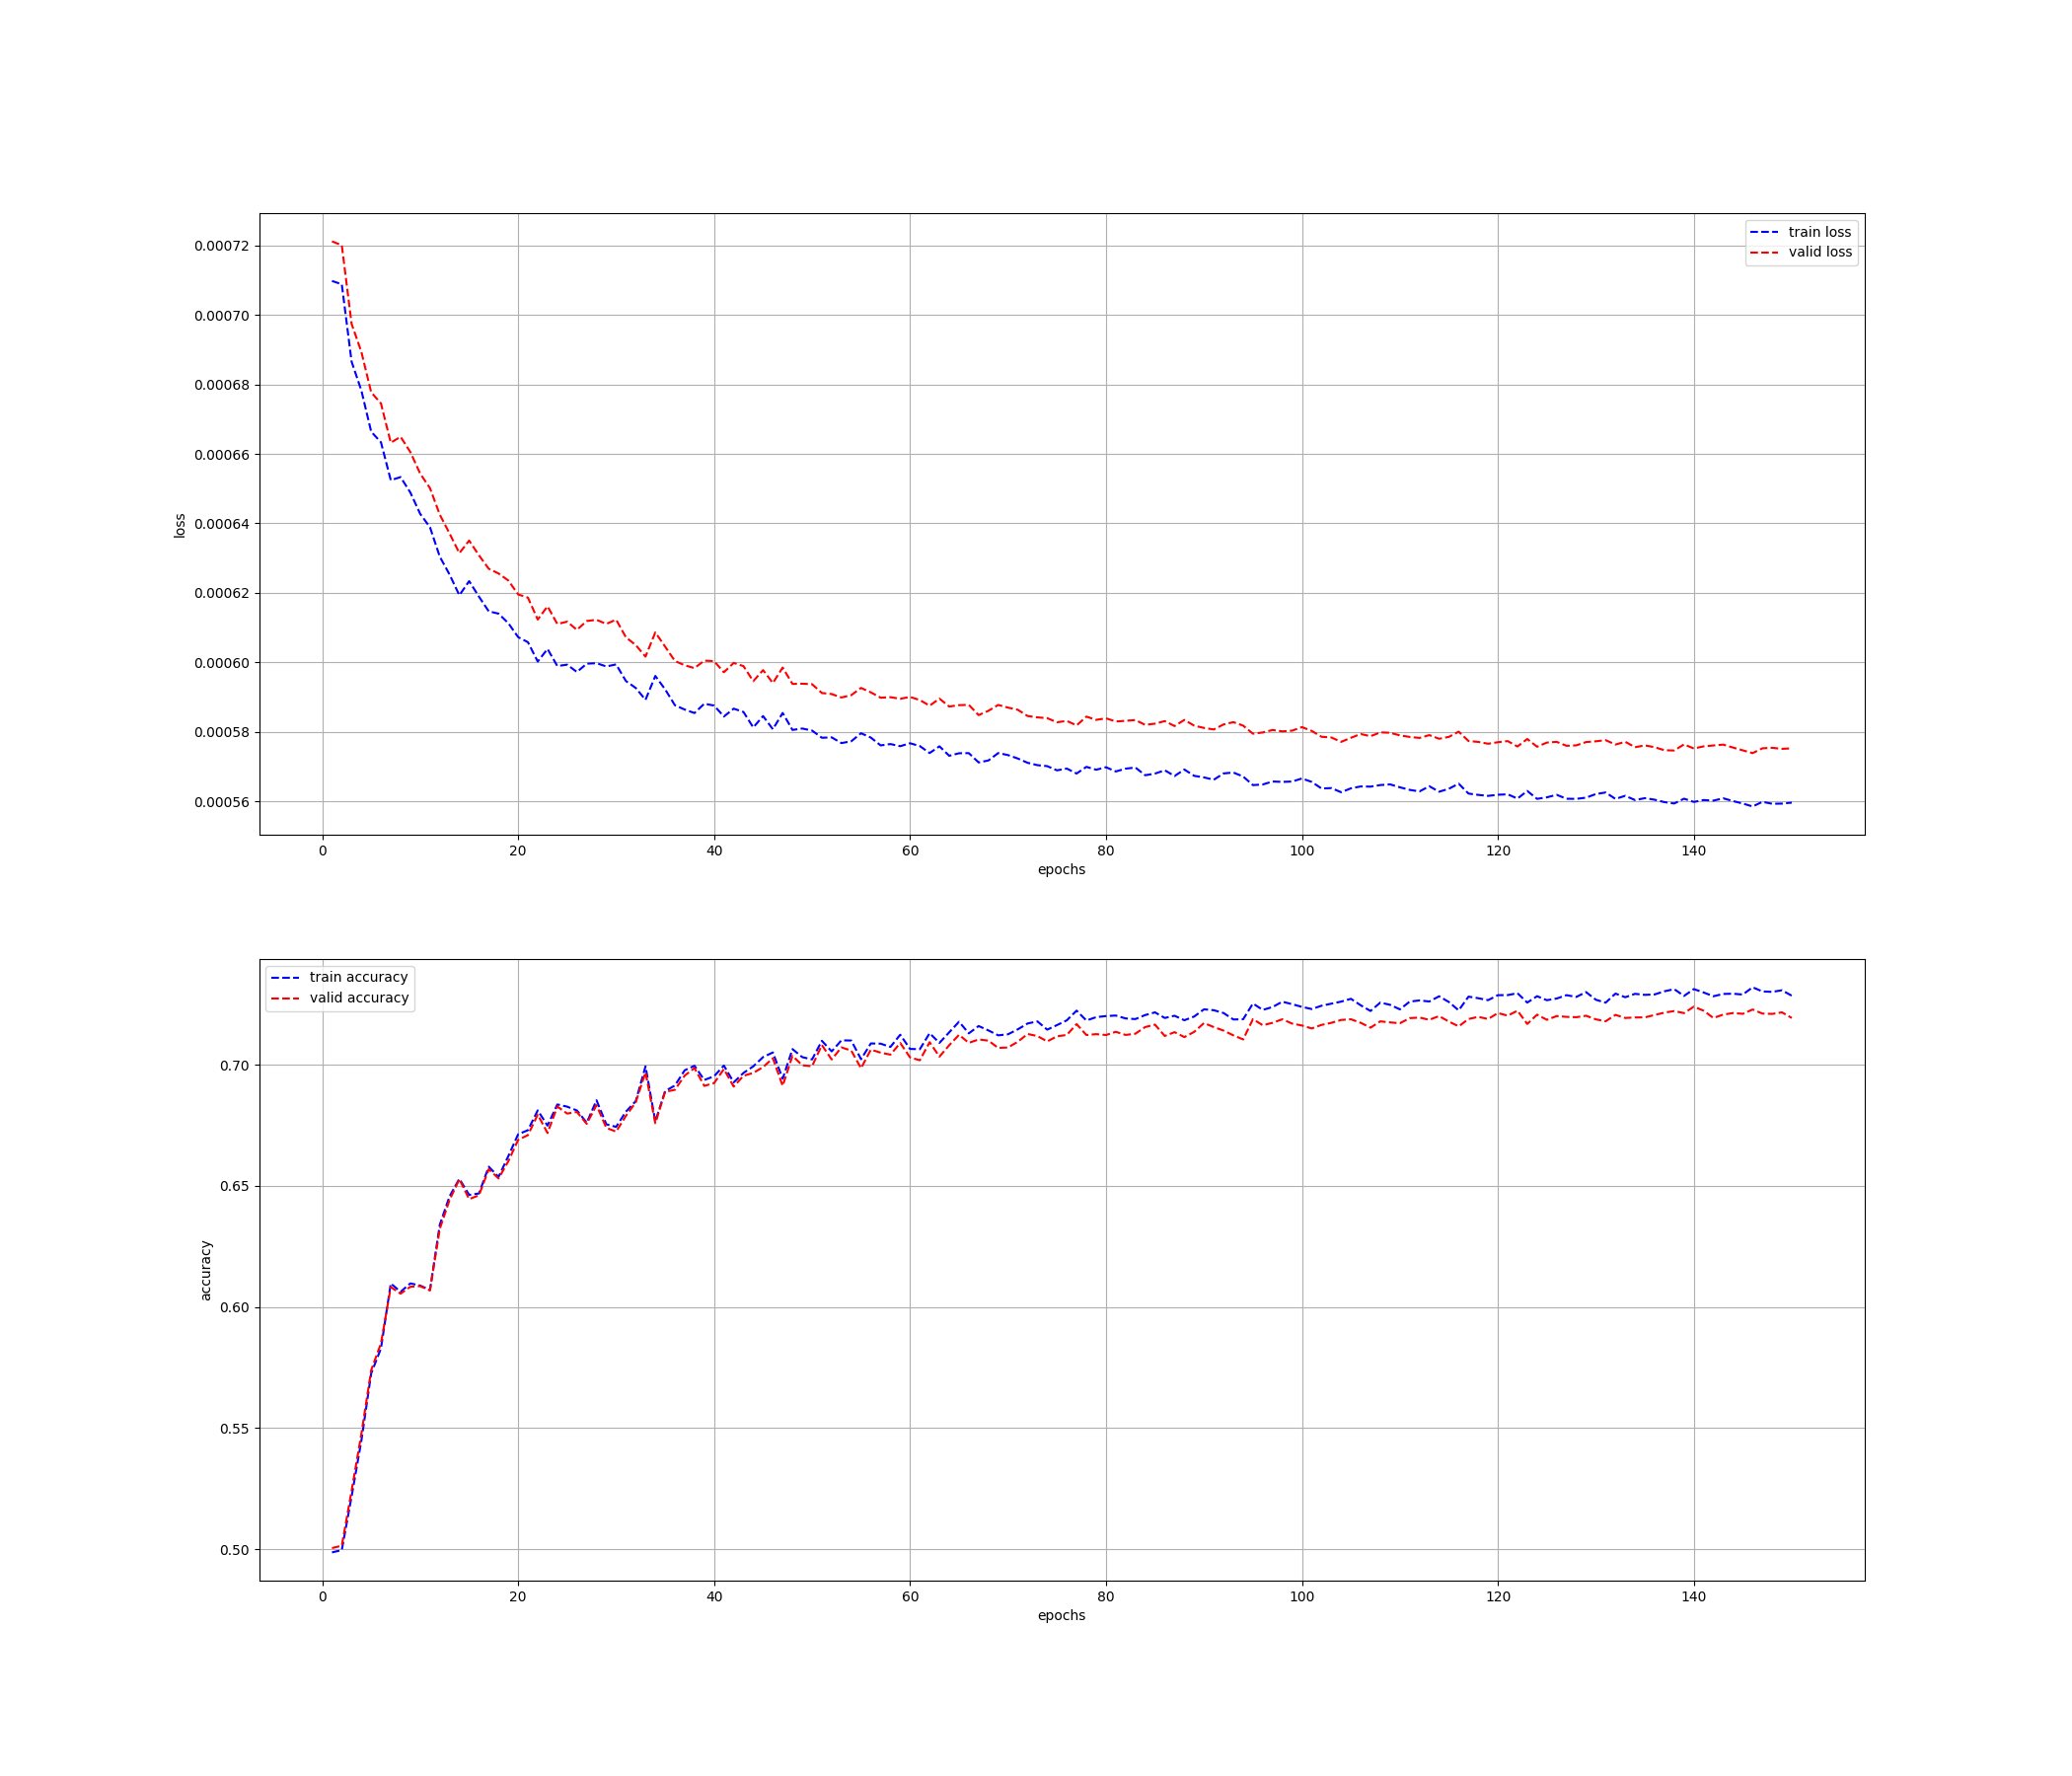 train loss
valid loss
0.00072
0.00070
0.00068
0.00066
0.00064
0.00062
0.00060
0.00058
0.00056
loss
0 20 40 60 80 100 120 140
epochs
train accuracy
valid accuracy
0.70
0.65
0.60
0.55
0.50
accuracy
0 20 40 60 80 100 120 140
epochs